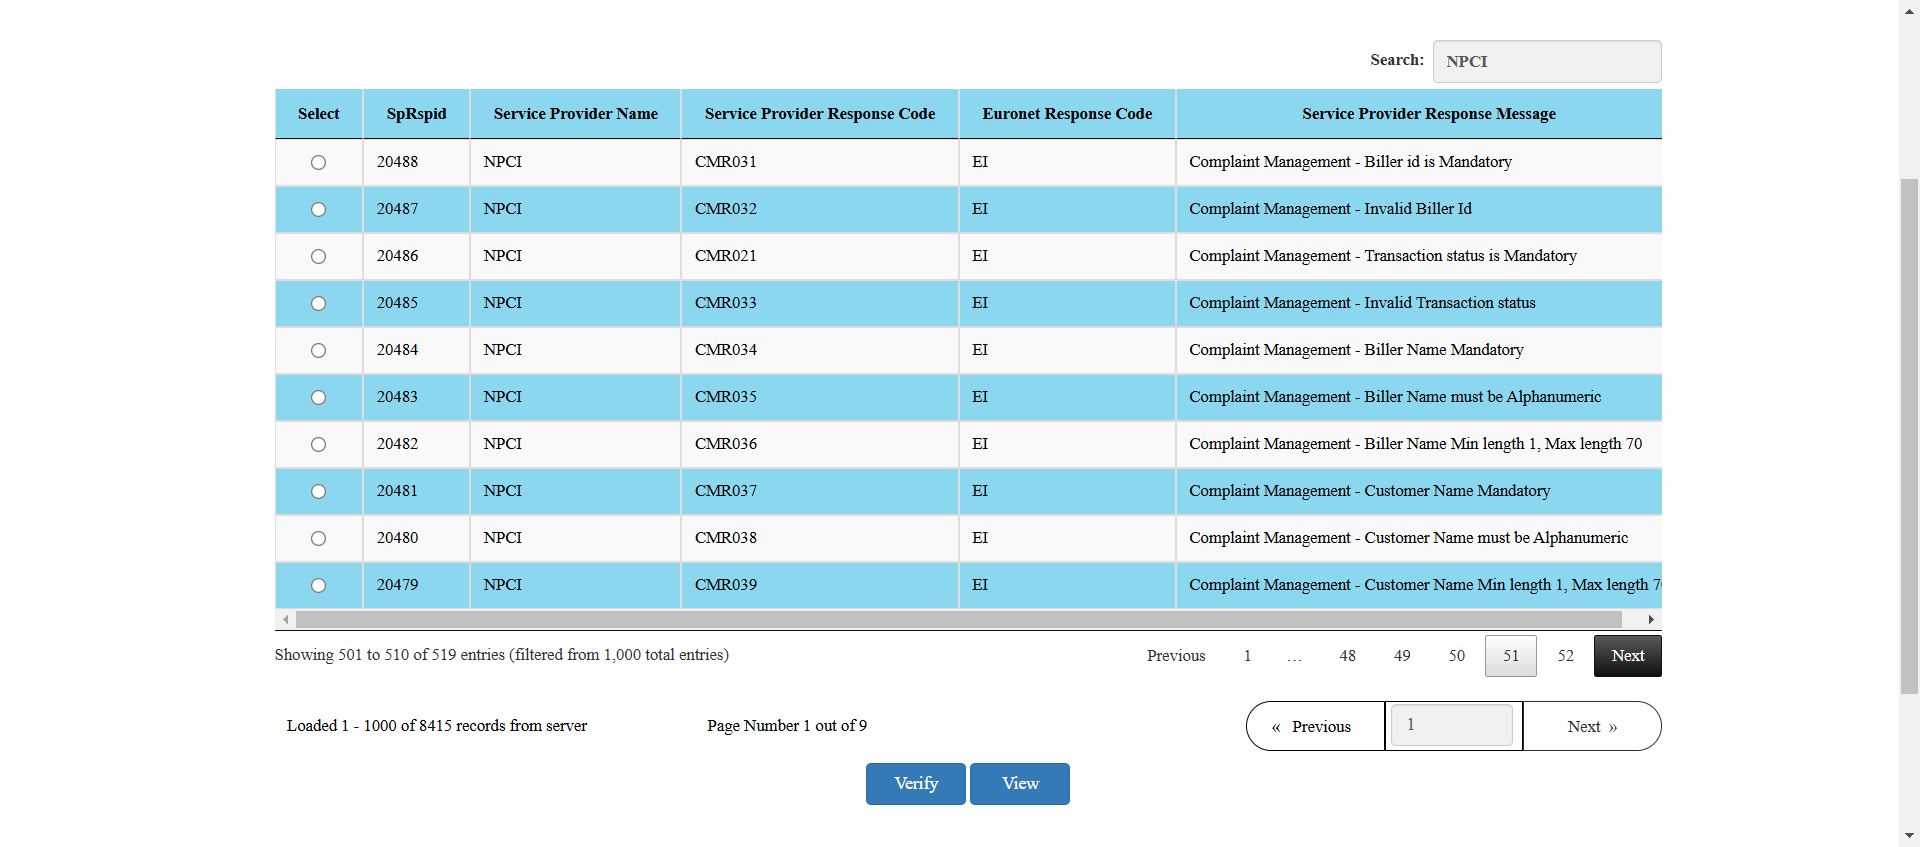 Search: NPCI
Select SpRspid Service Provider Name Service Provider Response Code Euronet Response Code Service Provider Response Message
20488 NPCI CMR031 EI Complaint Management - Biller id is Mandatory
20487 NPCI CMR032 EI Complaint Management - Invalid Biller Id
20486 NPCI CMR021 EI Complaint Management - Transaction status is Mandatory
20485 NPCI CMR033 EI Complaint Management - Invalid Transaction status
20484 NPCI CMR034 EI Complaint Management - Biller Name Mandatory
20483 NPCI CMR035 EI Complaint Management - Biller Name must be Alphanumeric
20482 NPCI CMR036 EI Complaint Management - Biller Name Min length 1, Max length 70
20481 NPCI CMR037 EI Complaint Management - Customer Name Mandatory
20480 NPCI CMR038 EI Complaint Management - Customer Name must be Alphanumeric
20479 NPCI CMR039 EI Complaint Management - Customer Name Min length 1, Max length 7
Showing 501 to 510 of 519 entries (filtered from 1,000 total entries) Previous 1 … 48 49 50 51 52 Next
Loaded 1 - 1000 of 8415 records from server Page Number 1 out of 9 « Previous 1 Next »
Verify View